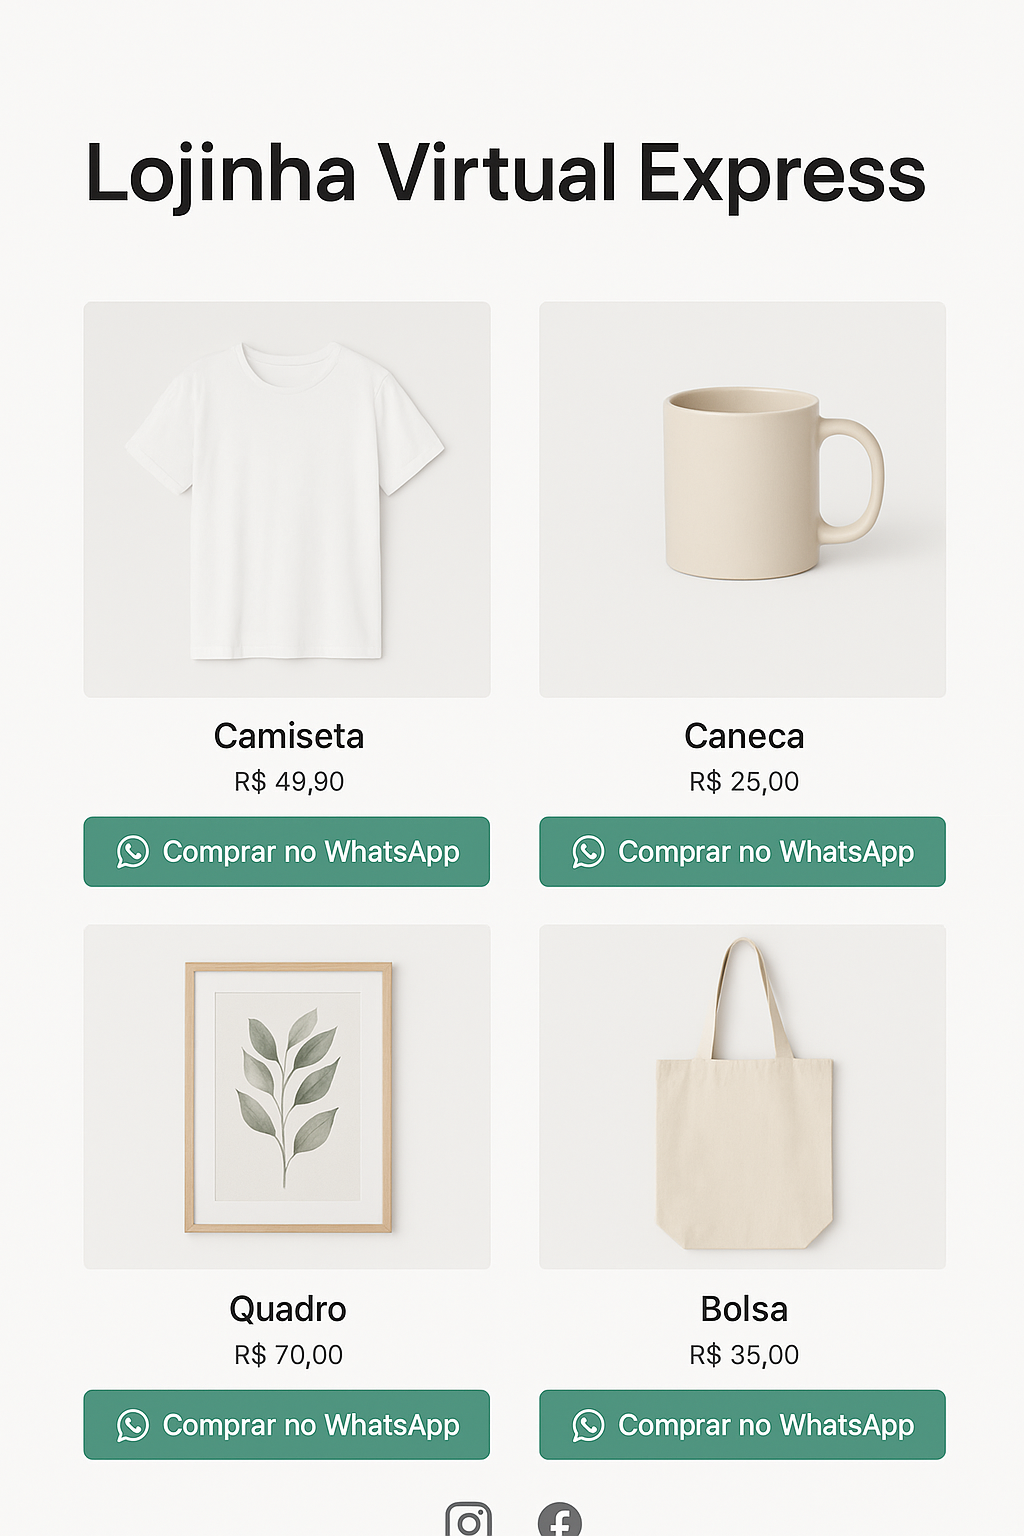 Lojinha Virtual Express
Camiseta
R$ 49,90
Comprar no WhatsApp
Caneca
R$ 25,00
Comprar no WhatsApp
Quadro
R$ 70,00
Comprar no WhatsApp
Bolsa
R$ 35,00
Comprar no WhatsApp